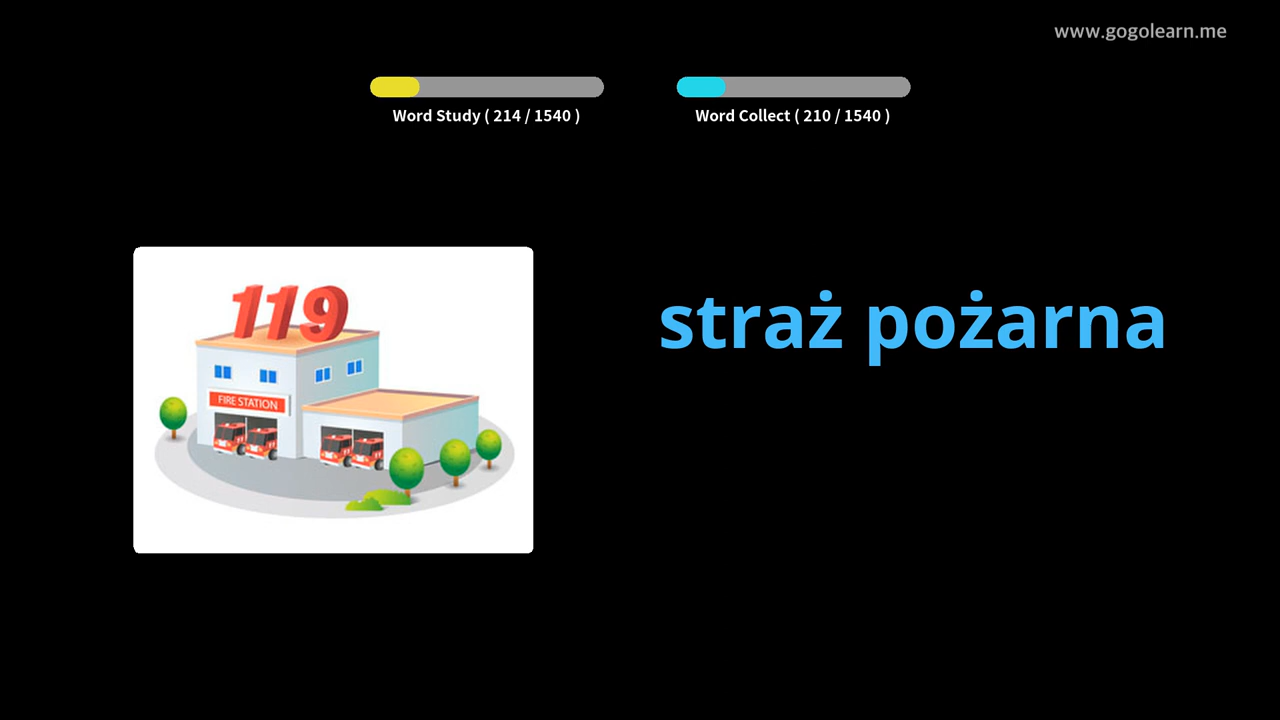 www.gogolearn.me
Word Study ( 214 / 1540 )
Word Collect ( 210 / 1540 )
119
FIRE STATION
straż pożarna